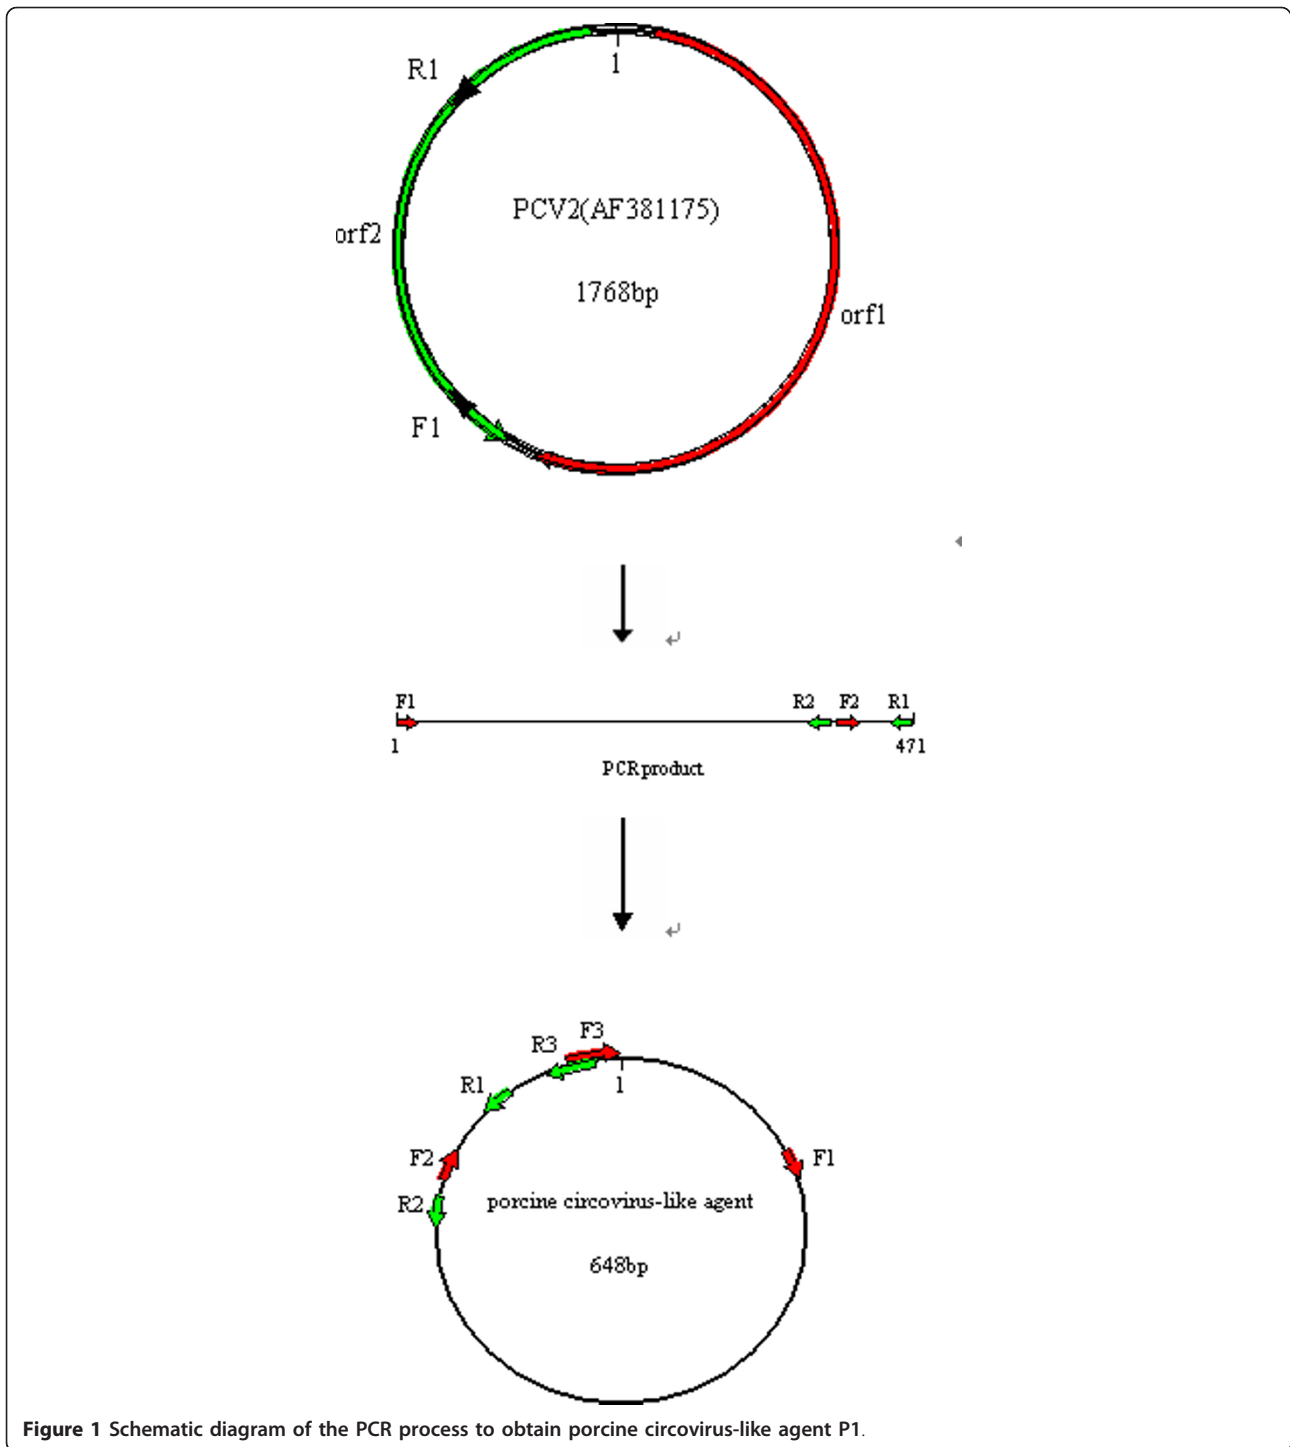 1
R1
PCV2(AF381175)
orf2
1768bp
orf1
F1
F1 R2 F2 R1
1 471
PCR product
F3
R3
1
R1
F2
F1
R2
porcine circovirus-like agent
648bp
Figure 1 Schematic diagram of the PCR process to obtain porcine circovirus-like agent P1.